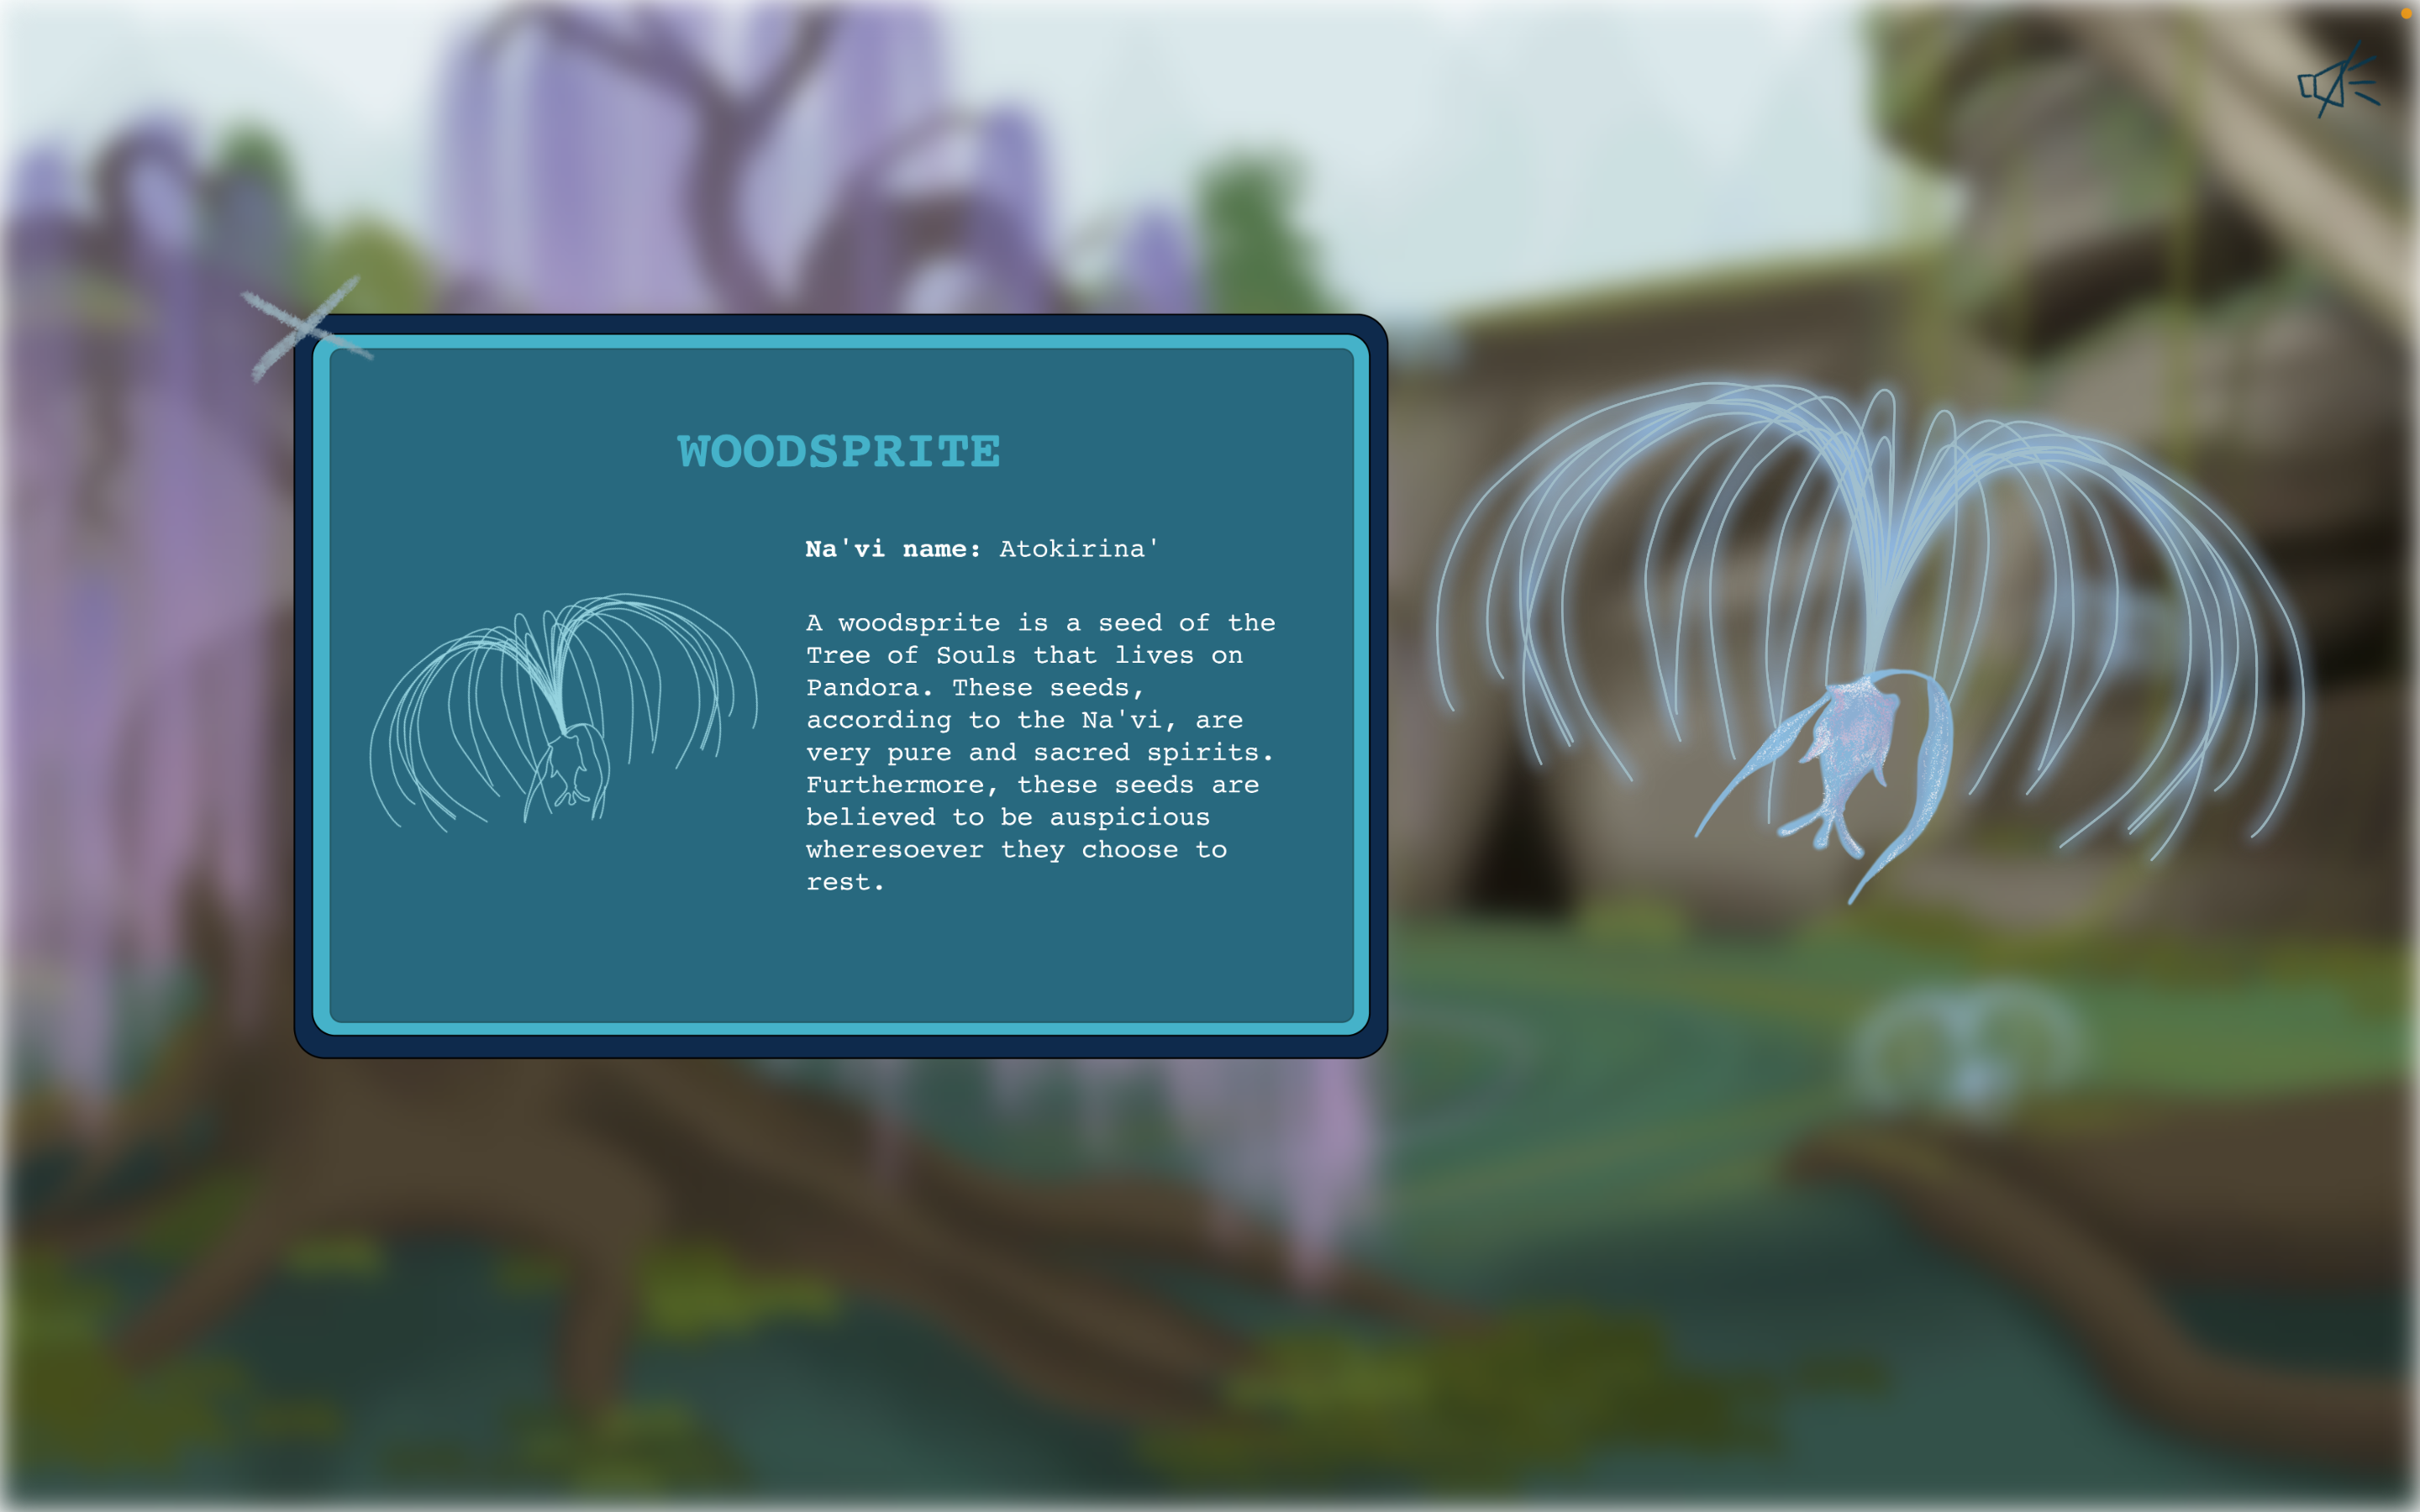 WOODSPRITE
Na'vi name: Atokirina'
A woodsprite is a seed of the
Tree of Souls that lives on
Pandora. These seeds,
according to the Na'vi, are
very pure and sacred spirits.
Furthermore, these seeds are
believed to be auspicious
wheresoever they choose to
rest.